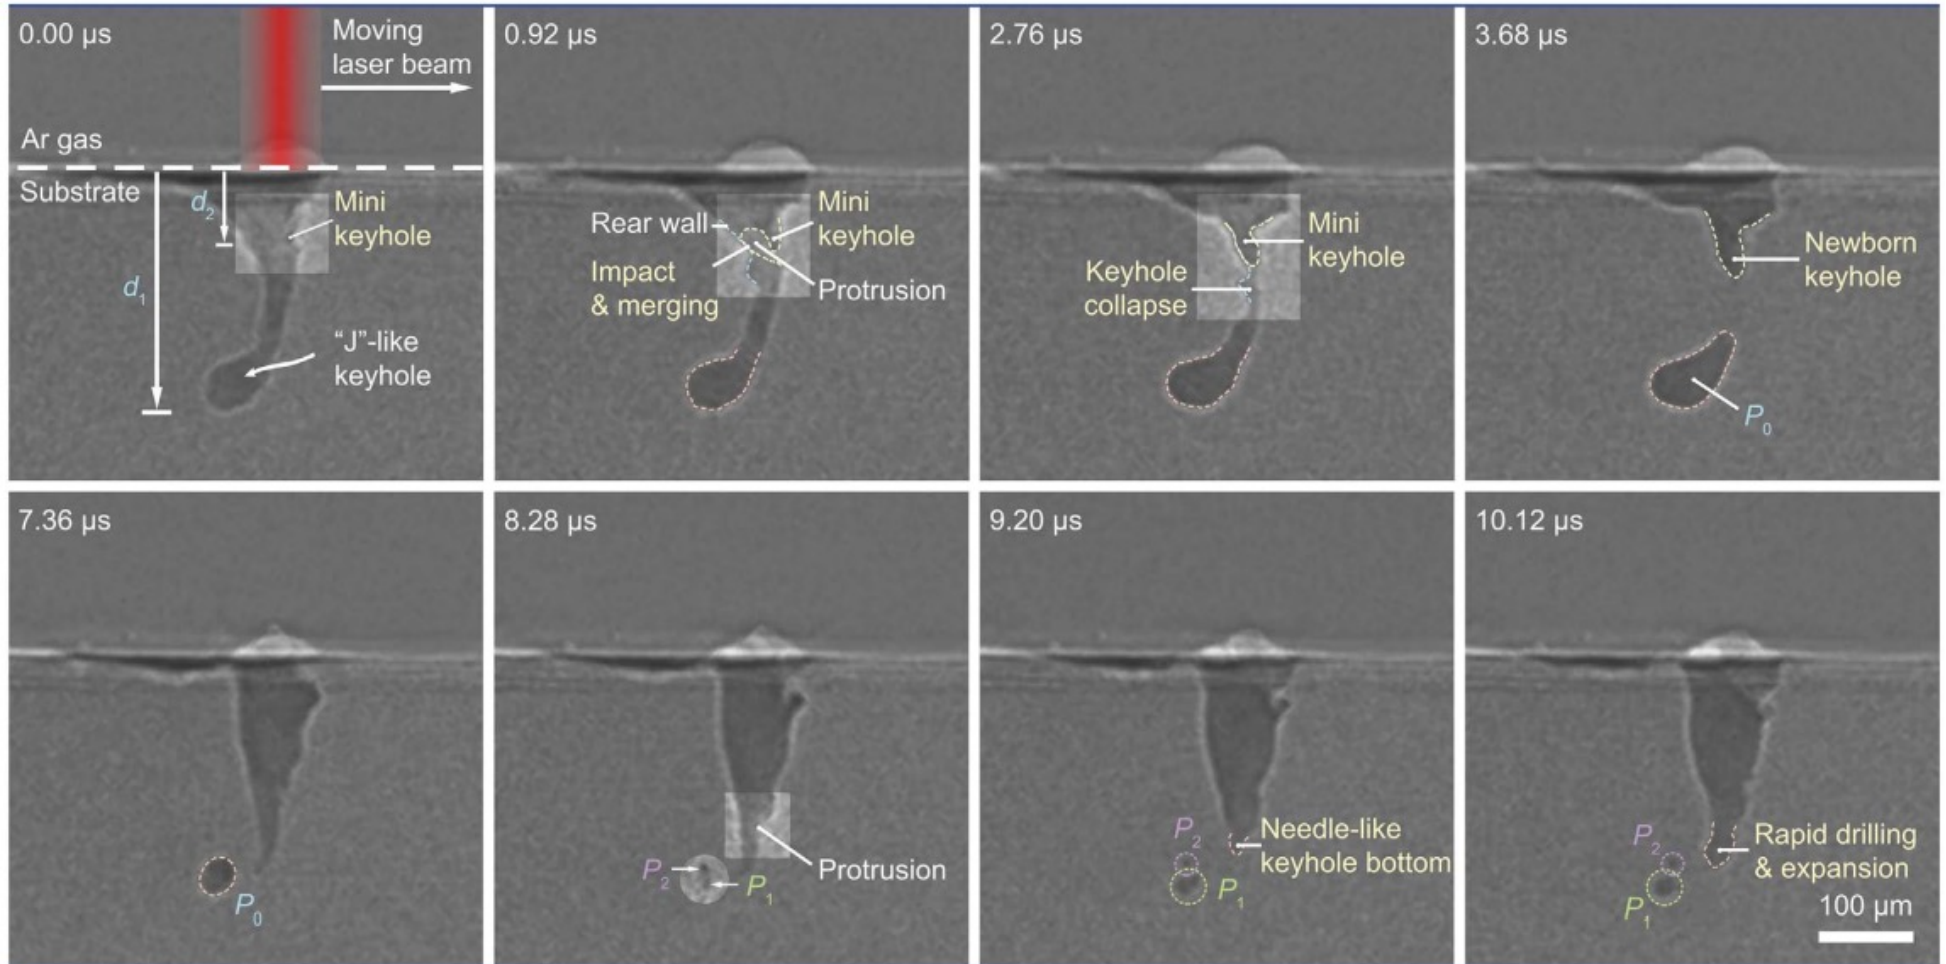 0.00 µs
Moving
laser beam
Ar gas
Substrate
d2
Mini
keyhole
d1
"J"-like
keyhole
0.92 µs
Rear wall
Mini
keyhole
Impact
& merging
Protrusion
2.76 µs
Mini
keyhole
Keyhole
collapse
3.68 µs
Newborn
keyhole
P0
7.36 µs
P0
8.28 µs
P2
P1
Protrusion
9.20 µs
P2
Needle-like
keyhole bottom
P1
10.12 µs
P2
Rapid drilling
& expansion
P1
100 µm